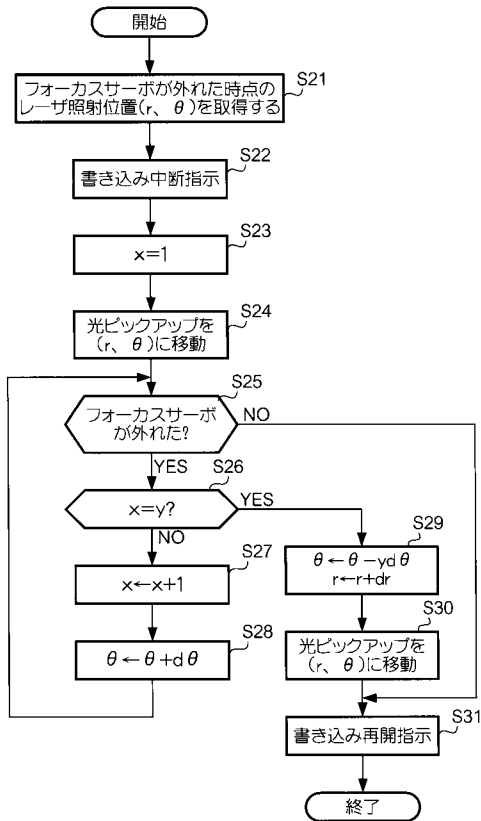 開始
S21
フォーカスサーボが外れた時点の
レーザ照射位置(r、θ)を取得する
S22
書き込み中断指示
S23
x=1
S24
光ピックアップを
(r、θ)に移動
S25
フォーカスサーボ
が外れた?
NO
YES
S26
x=y?
YES
NO
S27
x←x+1
S28
θ←θ+dθ
S29
θ←θ-ydθ
r←r+dr
S30
光ピックアップを
(r、θ)に移動
S31
書き込み再開指示
終了